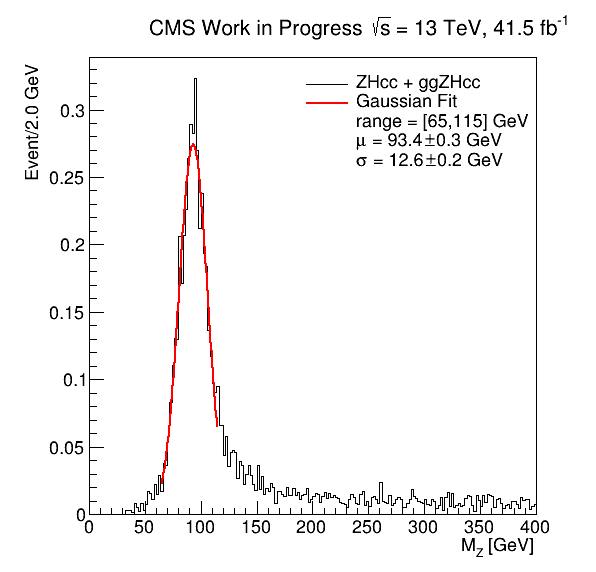 CMS Work in Progress √s = 13 TeV, 41.5 fb⁻¹
Event/2.0 GeV
ZHcc + ggZHcc
Gaussian Fit
range = [65,115] GeV
μ = 93.4±0.3 GeV
σ = 12.6±0.2 GeV
0.3
0.25
0.2
0.15
0.1
0.05
0
0 50 100 150 200 250 300 350 400
M_Z [GeV]